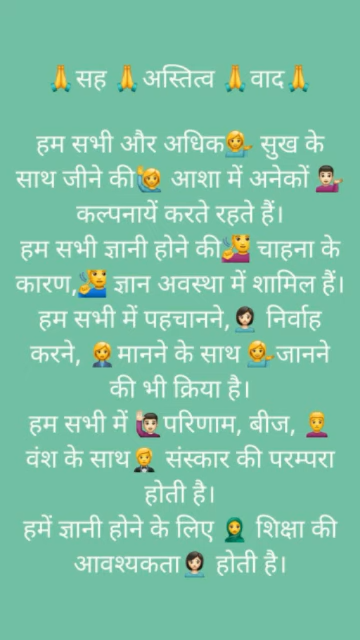 🙏सह 🙏अस्तित्व 🙏वाद🙏
हम सभी और अधिक💁 सुख के
साथ जीने की🙋 आशा में अनेकों 💁🏻‍♂️
कल्पनायें करते रहते हैं।
हम सभी ज्ञानी होने की🧏‍♀️ चाहना के
कारण,🧏‍♂️ ज्ञान अवस्था में शामिल हैं।
हम सभी में पहचानने,🙎🏻‍♀️ निर्वाह
करने, 🤵‍♀️मानने के साथ 💁जानने
की भी क्रिया है।
हम सभी में 🙋🏻‍♂️परिणाम, बीज, 👨‍🦲
वंश के साथ🤵 संस्कार की परम्परा
होती है।
हमें ज्ञानी होने के लिए 🧕 शिक्षा की
आवश्यकता🙎🏻‍♀️ होती है।